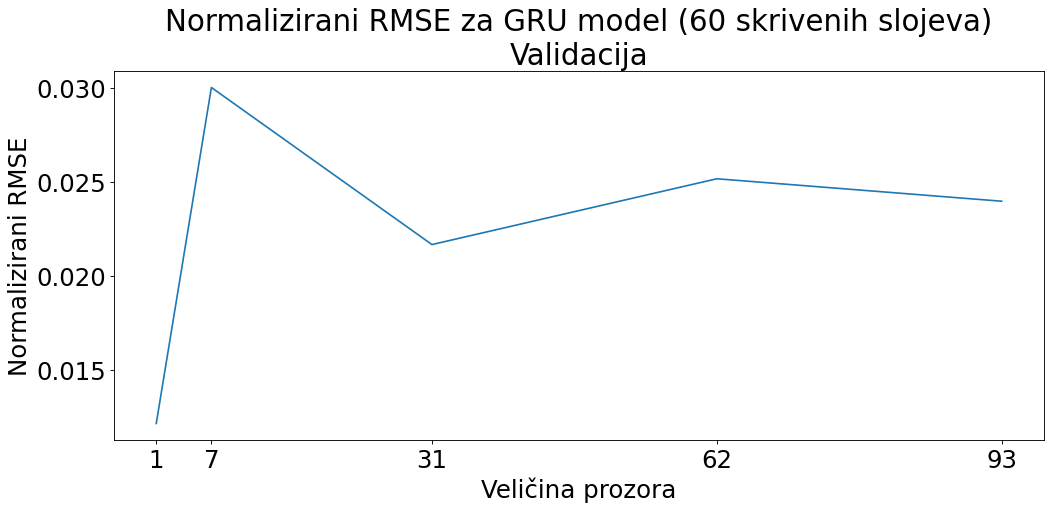 Normalizirani RMSE za GRU model (60 skrivenih slojeva)
Validacija
Normalizirani RMSE
0.030
0.025
0.020
0.015
1 7 31 62 93
Veličina prozora